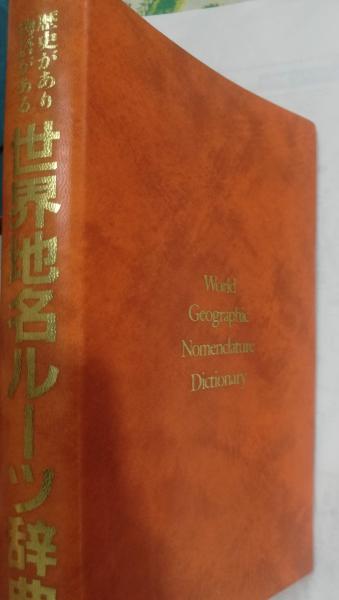 歴史があり
物語がある
世界地名ルーツ辞典
World
Geographic
Nomenclature
Dictionary